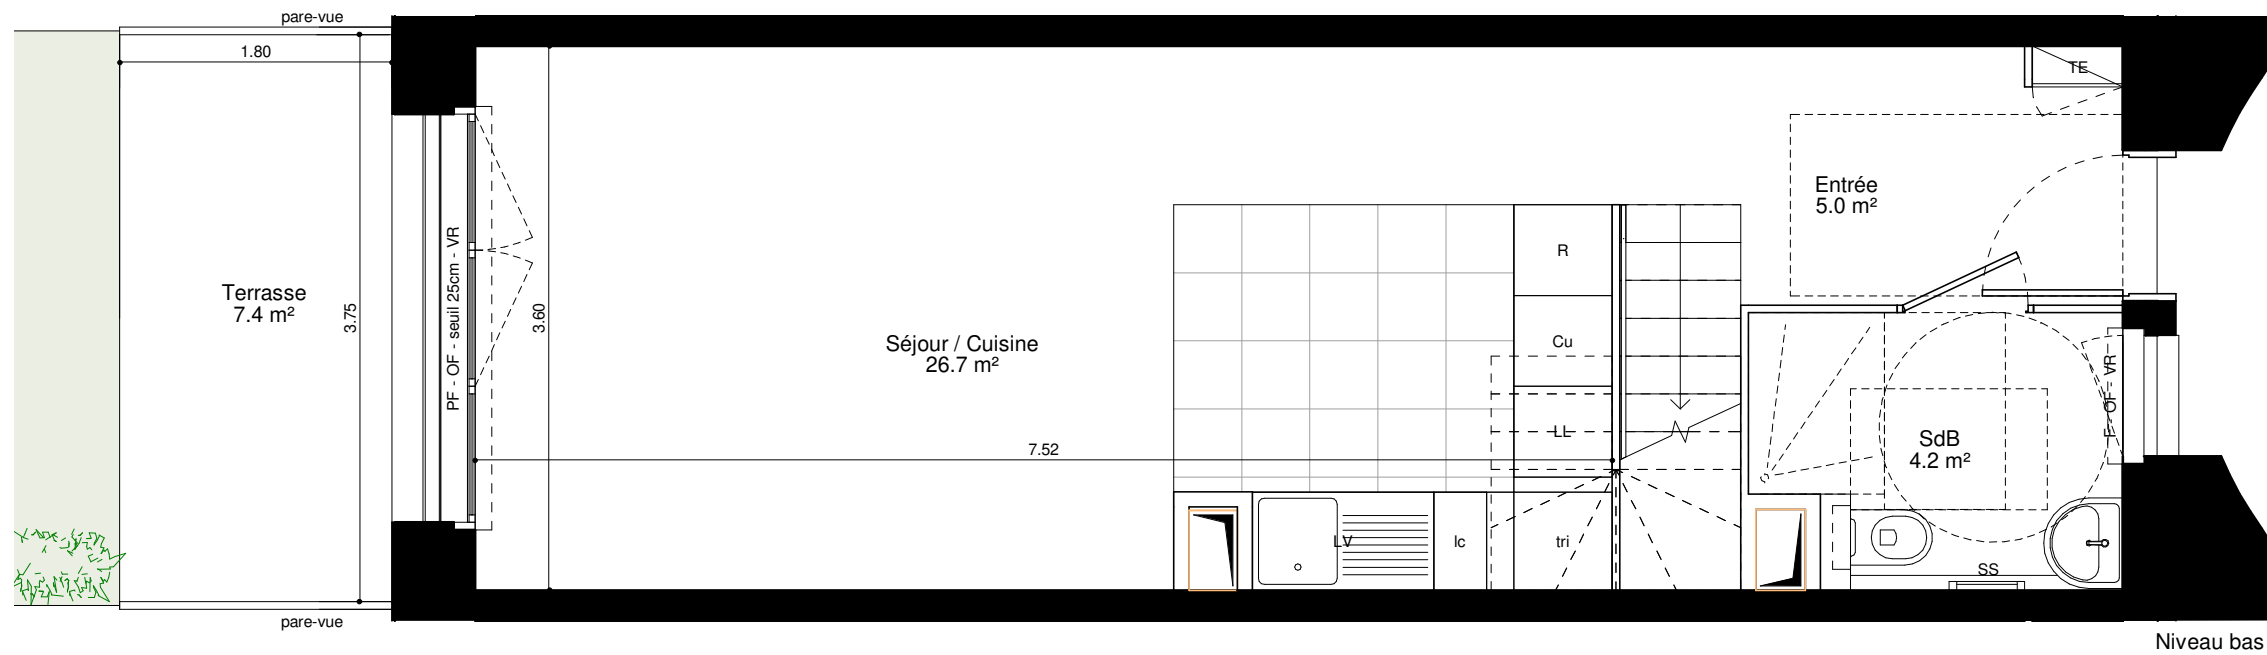 pare-vue
1.80
TE
Entrée
5.0 m²
R
PF - OF - seuil 25cm - VR
Terrasse
7.4 m²
3.75
3.60
Séjour / Cuisine
26.7 m²
Cu
F - OF - VR
LL
7.52
SdB
4.2 m²
LV
lc
tri
SS
pare-vue
Niveau bas